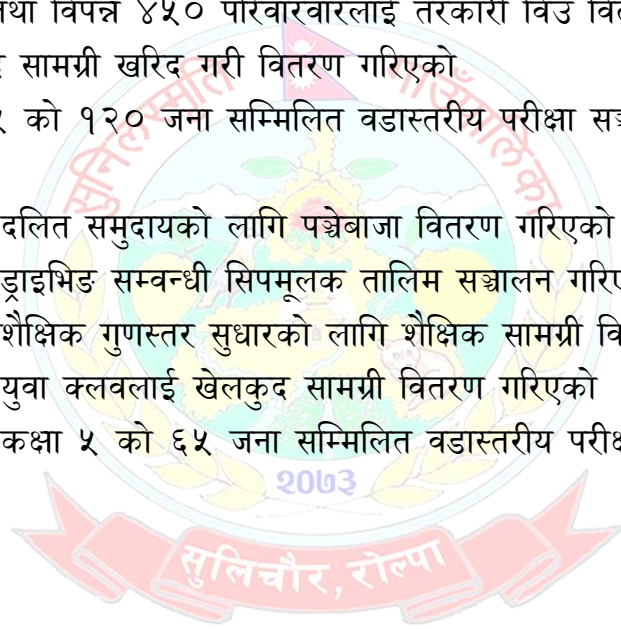 तथा विपन्न ४५० परिवारवारलाई तरकारी विउ
सामग्री खरिद गरी वितरण गरिएको
को १२० जना सम्मिलित वडास्तरीय परीक्षा
दलित समुदायको लागि पञ्चेबाजा वितरण गरिएको
ड्राइभिङ सम्वन्धी सिपमूलक तालिम सञ्चालन
शैक्षिक गुणस्तर सुधारको लागि शैक्षिक सामग्री
युवा क्लवलाई खेलकुद सामग्री वितरण गरिएको
कक्षा ५ को ६५ जना सम्मिलित वडास्तरीय
सुनिलस्मृति गाउँपालिका
२०७३
सुलिचौर, रोल्पा